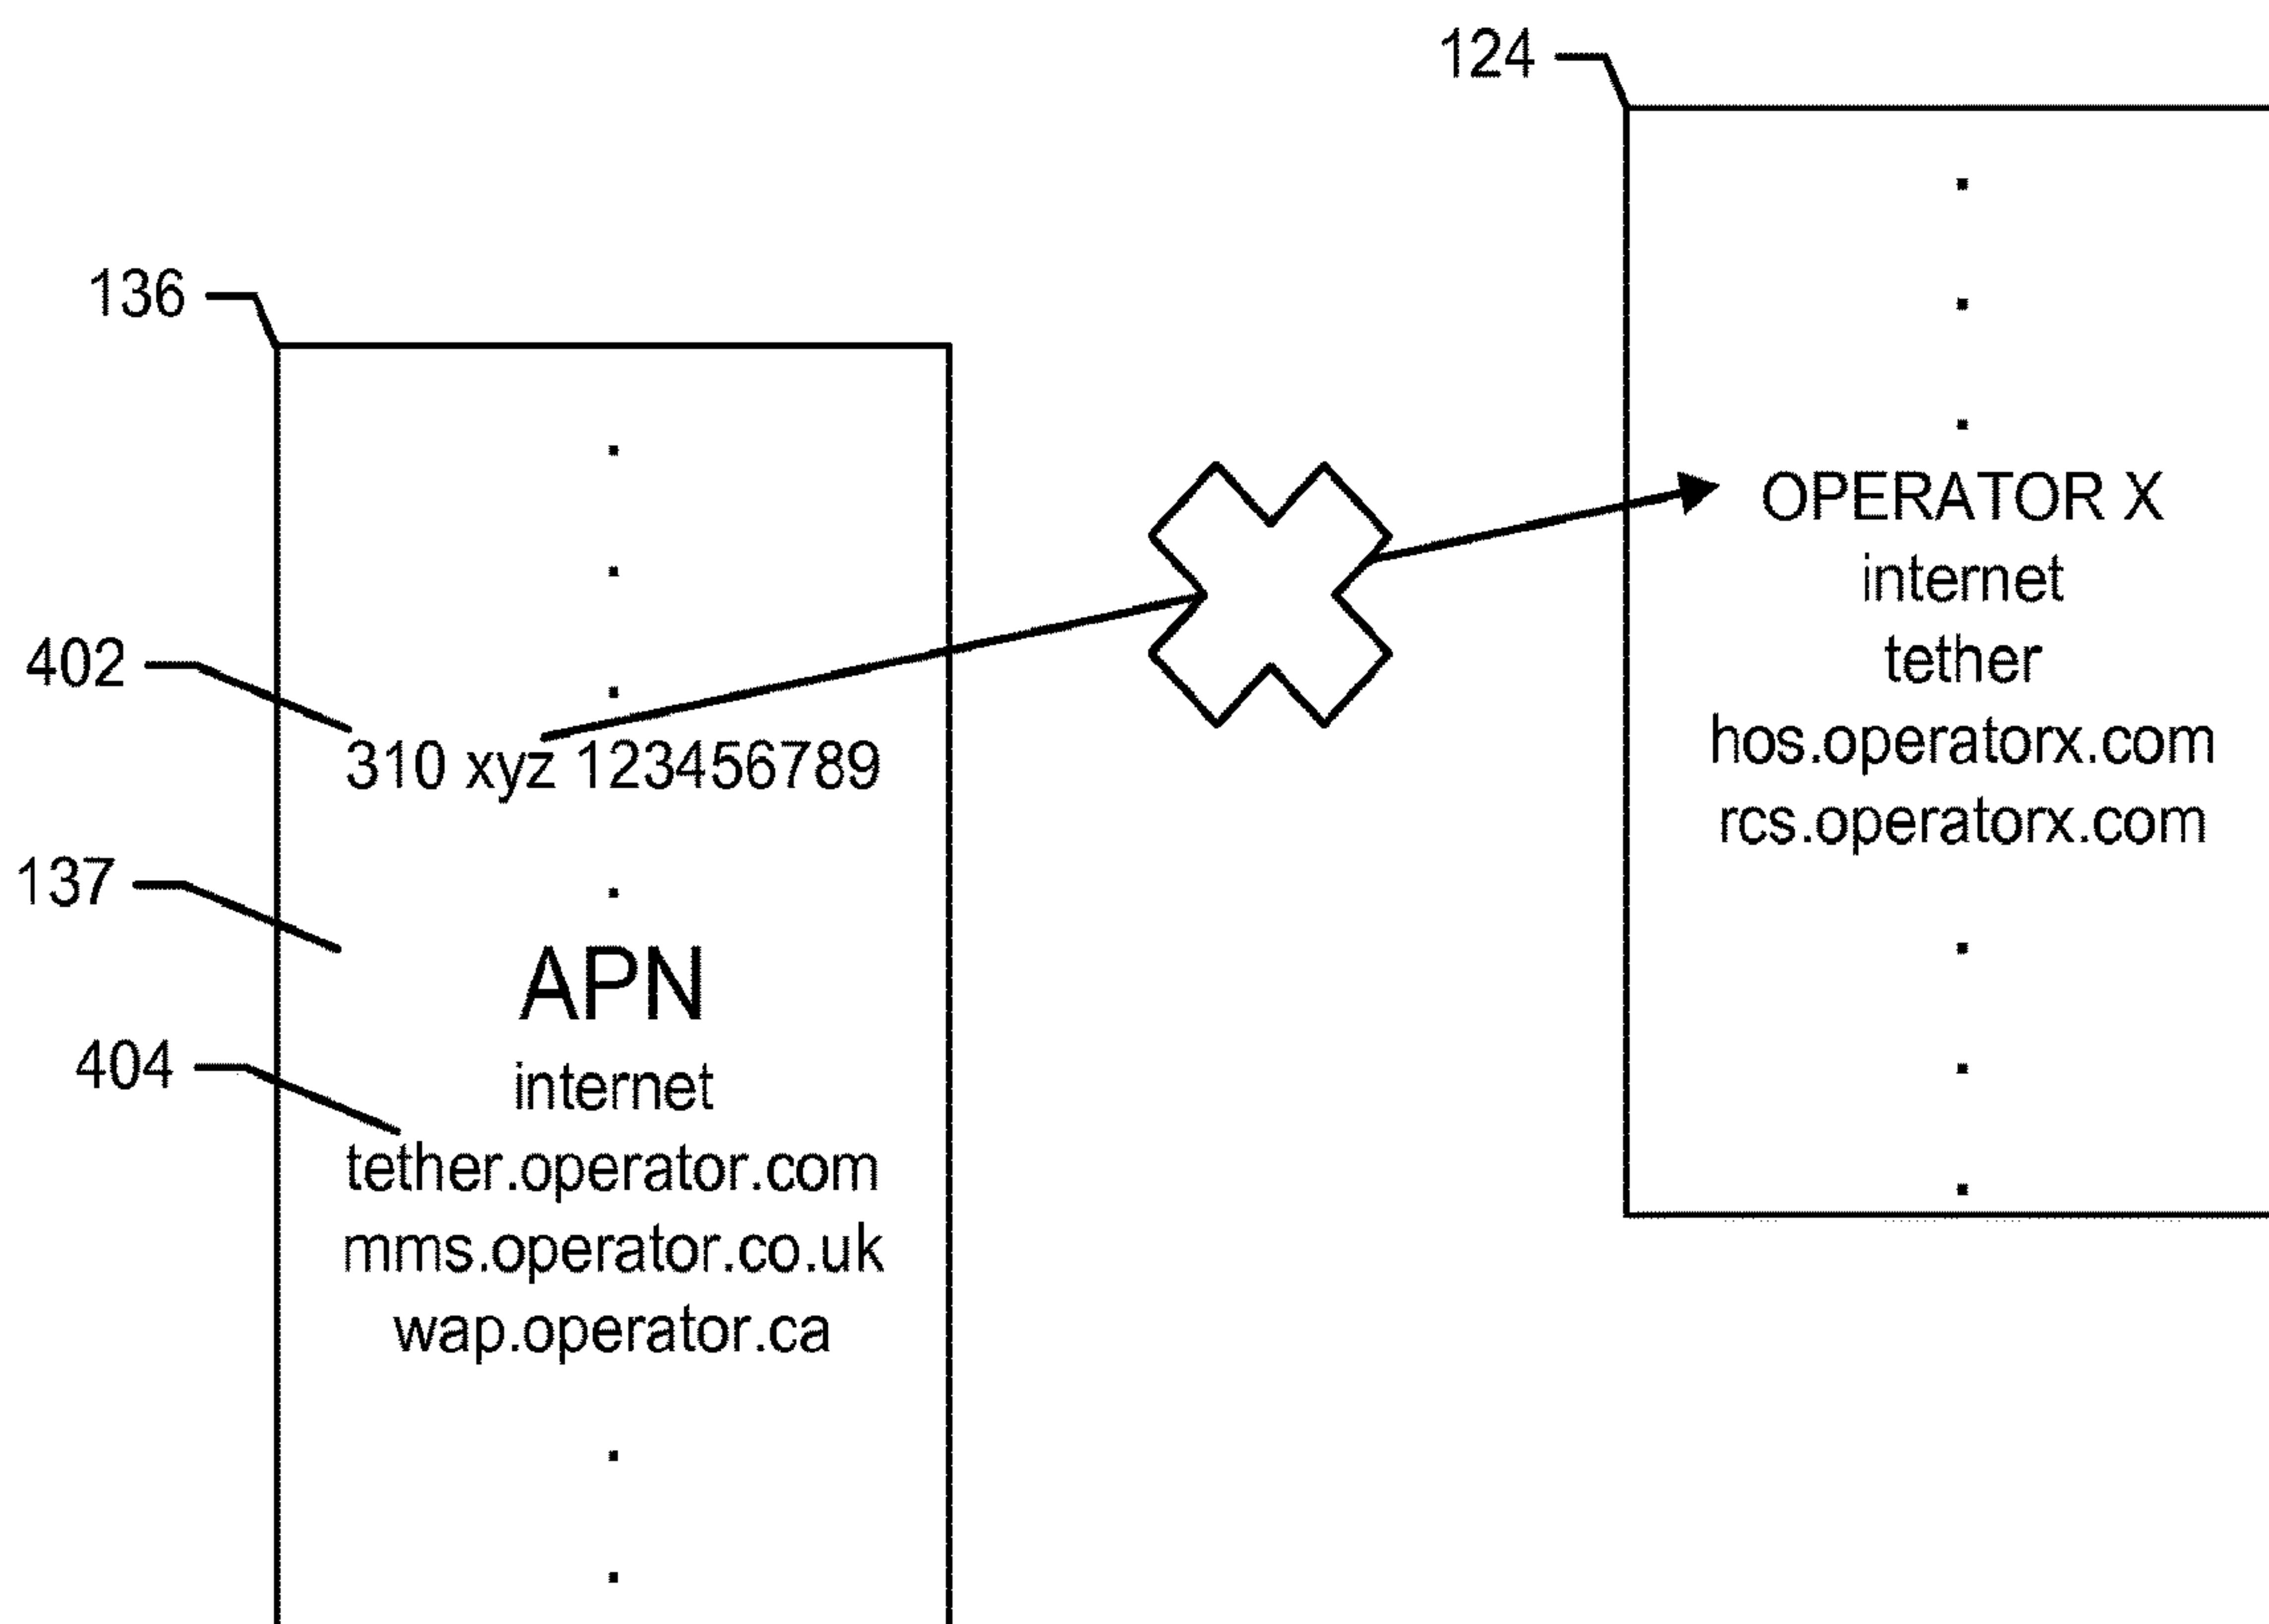 124
OPERATOR X
internet
tether
hos.operatorx.com
rcs.operatorx.com
136
402
310 xyz 123456789
137
APN
404
internet
tether.operator.com
mms.operator.co.uk
wap.operator.ca